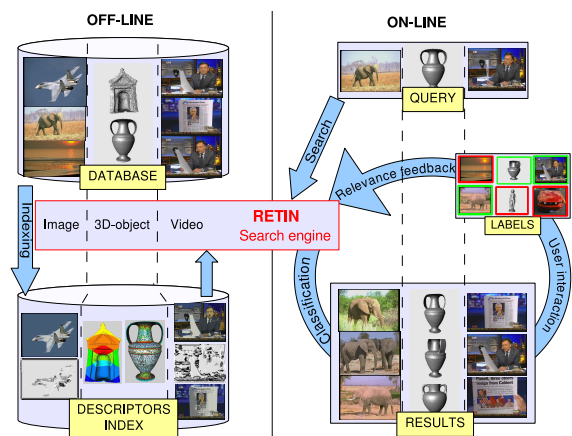 OFF-LINE
ON-LINE
DATABASE
QUERY
Indexing
Search
Relevance feedback
LABELS
Image 3D-object Video
RETIN
Search engine
Classification
User interaction
DESCRIPTORS
INDEX
RESULTS